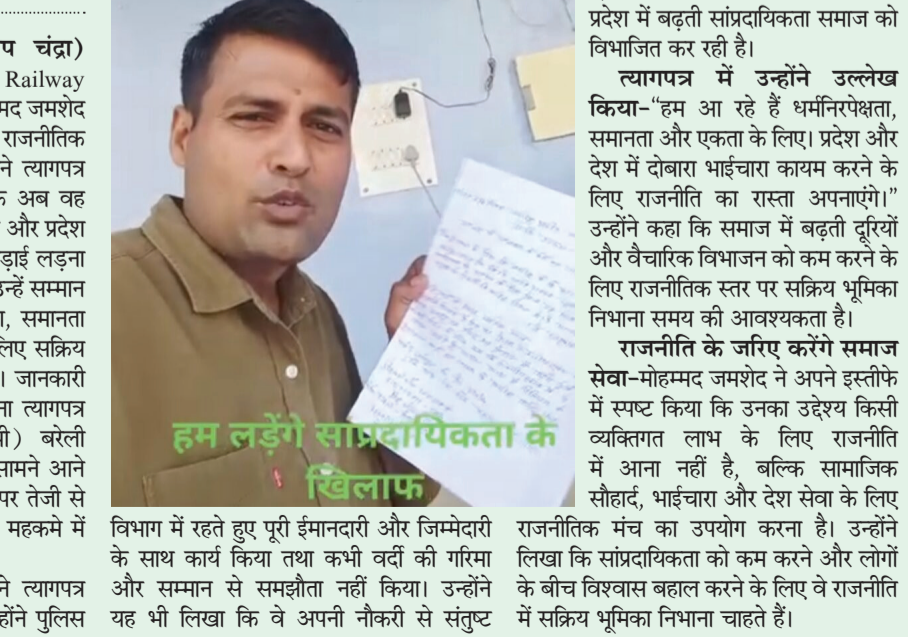 प चंद्रा)
Railway
मद जमशेद
राजनीतिक
ने त्यागपत्र
अब वह
और प्रदेश
ड़ाई लड़ना
उन्हें सम्मान
, समानता
लिए सक्रिय
। जानकारी
ना त्यागपत्र
) बरेली
सामने आने
पर तेजी से
महकमे में
ने त्यागपत्र
होंने पुलिस
हम लड़ेंगे सांप्रदायिकता के
खिलाफ
विभाग में रहते हुए पूरी ईमानदारी और जिम्मेदारी
के साथ कार्य किया तथा कभी वर्दी की गरिमा
और सम्मान से समझौता नहीं किया। उन्होंने
यह भी लिखा कि वे अपनी नौकरी से संतुष्ट
प्रदेश में बढ़ती सांप्रदायिकता समाज को
विभाजित कर रही है।
त्यागपत्र में उन्होंने उल्लेख
किया-“हम आ रहे हैं धर्मनिरपेक्षता,
समानता और एकता के लिए। प्रदेश और
देश में दोबारा भाईचारा कायम करने के
लिए राजनीति का रास्ता अपनाएंगे।”
उन्होंने कहा कि समाज में बढ़ती दूरियों
और वैचारिक विभाजन को कम करने के
लिए राजनीतिक स्तर पर सक्रिय भूमिका
निभाना समय की आवश्यकता है।
राजनीति के जरिए करेंगे समाज
सेवा-मोहम्मद जमशेद ने अपने इस्तीफे
में स्पष्ट किया कि उनका उद्देश्य किसी
व्यक्तिगत लाभ के लिए राजनीति
में आना नहीं है, बल्कि सामाजिक
सौहार्द, भाईचारा और देश सेवा के लिए
राजनीतिक मंच का उपयोग करना है। उन्होंने
लिखा कि सांप्रदायिकता को कम करने और लोगों
के बीच विश्वास बहाल करने के लिए वे राजनीति
में सक्रिय भूमिका निभाना चाहते हैं।